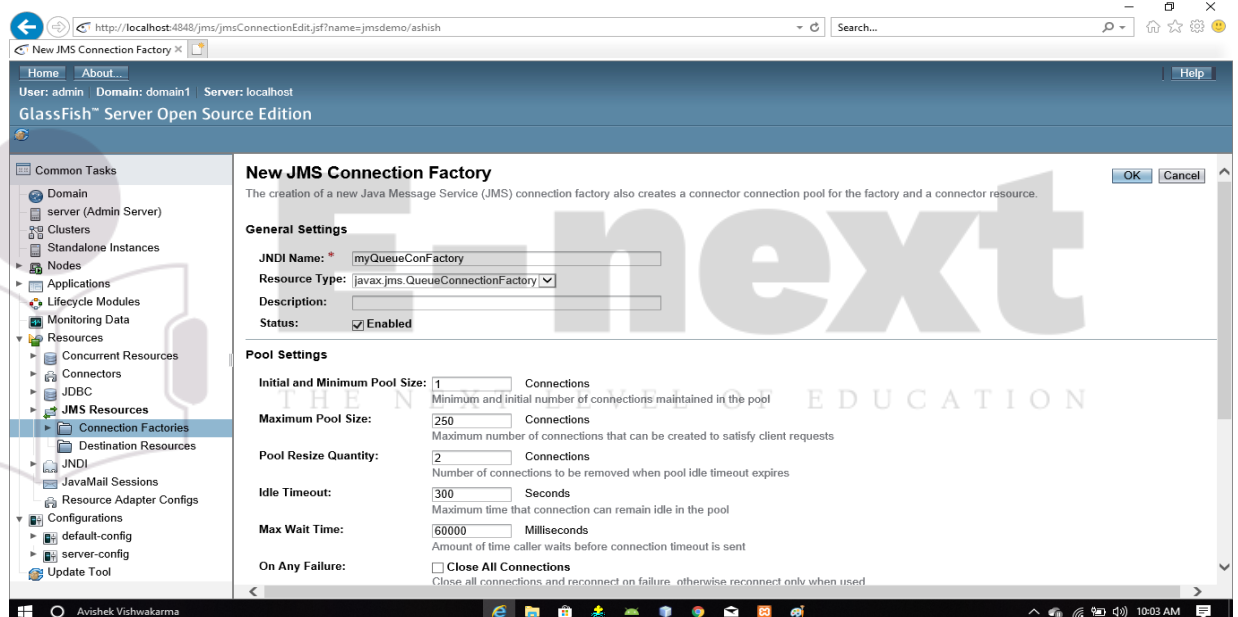 http://localhost:4848/jms/jmsConnectionEdit.jsf?name=jmsdemo/ashish
Search...
New JMS Connection Factory
Home About...
Help
User: admin Domain: domain1 Server: localhost
GlassFish™ Server Open Source Edition
Common Tasks
Domain
server (Admin Server)
Clusters
Standalone Instances
Nodes
Applications
Lifecycle Modules
Monitoring Data
Resources
Concurrent Resources
Connectors
JDBC
JMS Resources
Connection Factories
Destination Resources
JNDI
JavaMail Sessions
Resource Adapter Configs
Configurations
default-config
server-config
Update Tool
New JMS Connection Factory
OK Cancel
The creation of a new Java Message Service (JMS) connection factory also creates a connector connection pool for the factory and a connector resource.
General Settings
JNDI Name: * myQueueConFactory
Resource Type: javax.jms.QueueConnectionFactory
Description:
Status: Enabled
Pool Settings
Initial and Minimum Pool Size: 1 Connections
Minimum and initial number of connections maintained in the pool
Maximum Pool Size: 250 Connections
Maximum number of connections that can be created to satisfy client requests
Pool Resize Quantity: 2 Connections
Number of connections to be removed when pool idle timeout expires
Idle Timeout: 300 Seconds
Maximum time that connection can remain idle in the pool
Max Wait Time: 60000 Milliseconds
Amount of time caller waits before connection timeout is sent
On Any Failure: Close All Connections
Close all connections and reconnect on failure, otherwise reconnect only when used
E-next
THE NEXT LEVEL OF EDUCATION
Avishek Vishwakarma
10:03 AM